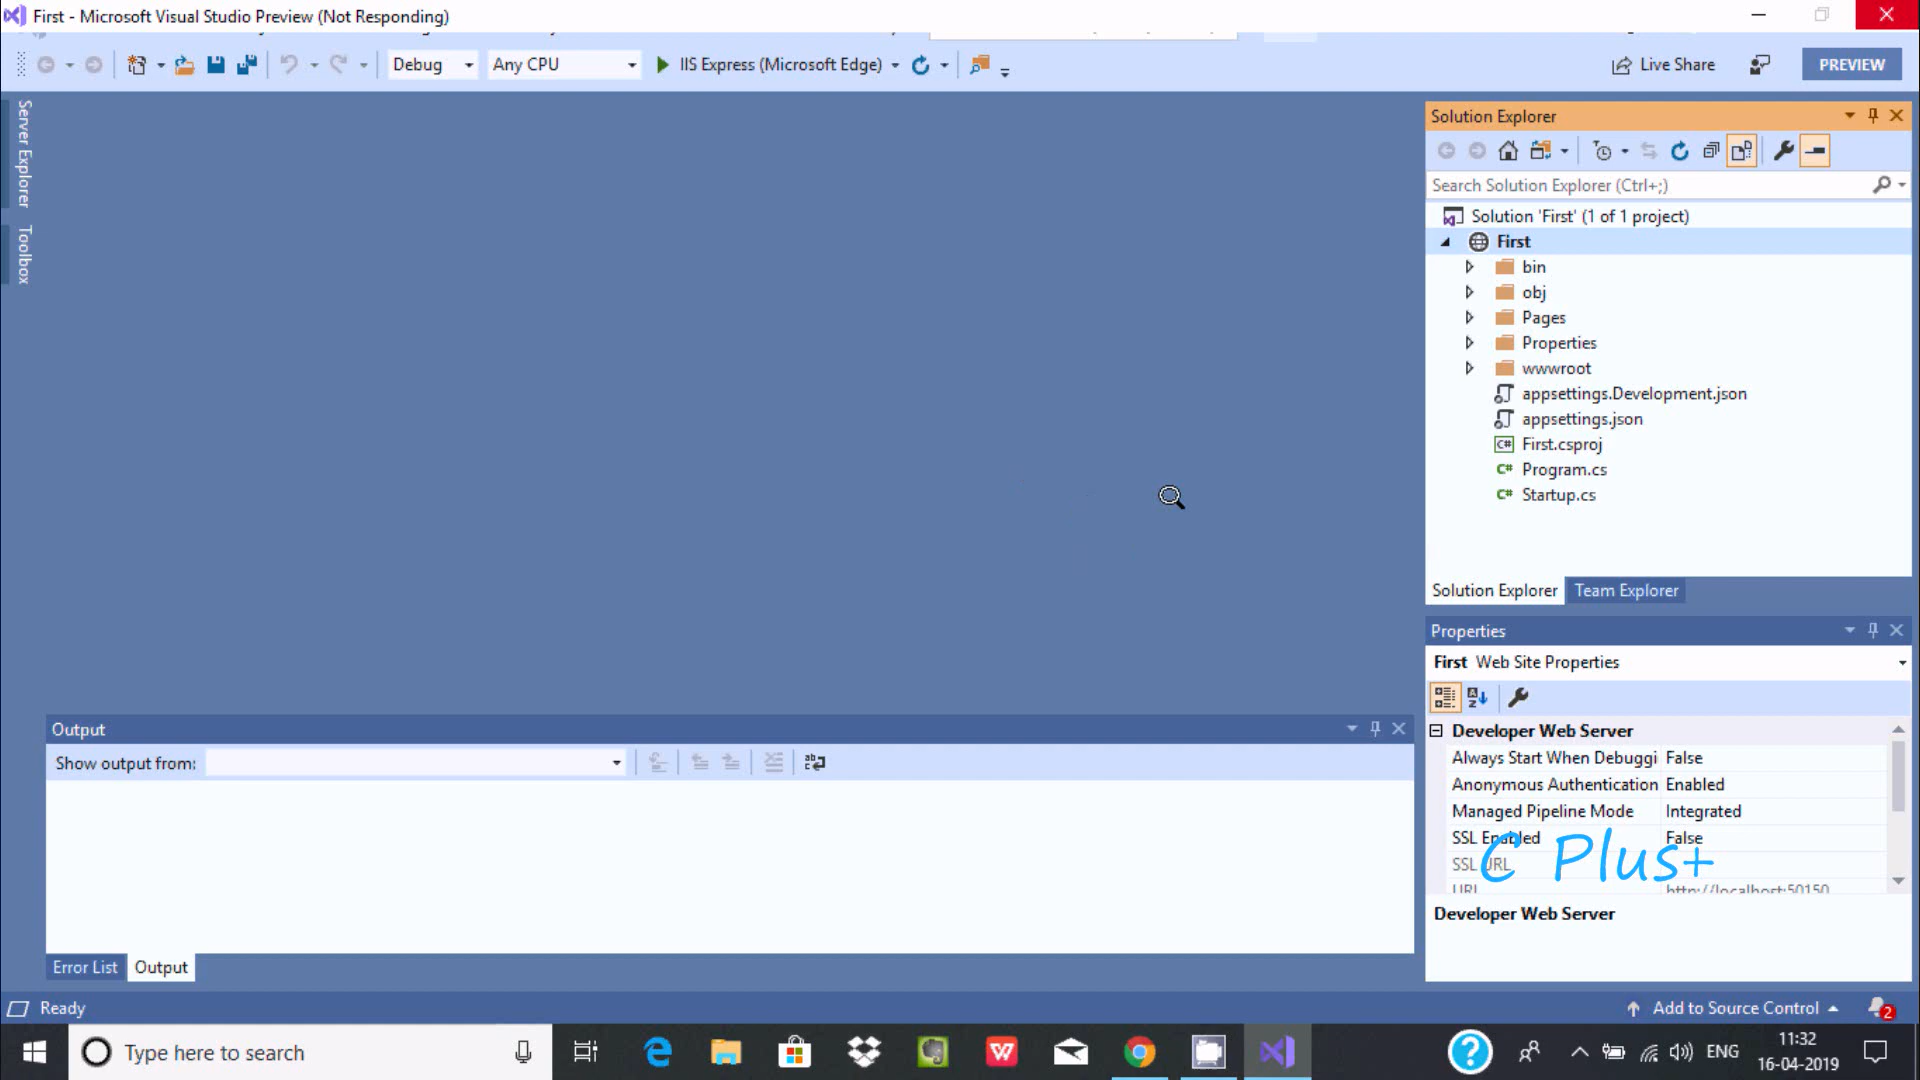 First - Microsoft Visual Studio Preview (Not Responding)
Debug
Any CPU
IIS Express (Microsoft Edge)
Live Share
PREVIEW
Server Explorer
Toolbox
Solution Explorer
Search Solution Explorer (Ctrl+;)
Solution 'First' (1 of 1 project)
First
bin
obj
Pages
Properties
wwwroot
appsettings.Development.json
appsettings.json
C# First.csproj
C# Program.cs
C# Startup.cs
Solution Explorer
Team Explorer
Properties
First Web Site Properties
Developer Web Server
Always Start When Debuggi False
Anonymous Authentication Enabled
Managed Pipeline Mode Integrated
SSL Enabled False
SSL URL
URL http://localhost:50150
C Plus+
Developer Web Server
Output
Show output from:
Error List
Output
Ready
Add to Source Control
2
Type here to search
ENG
11:32
16-04-2019